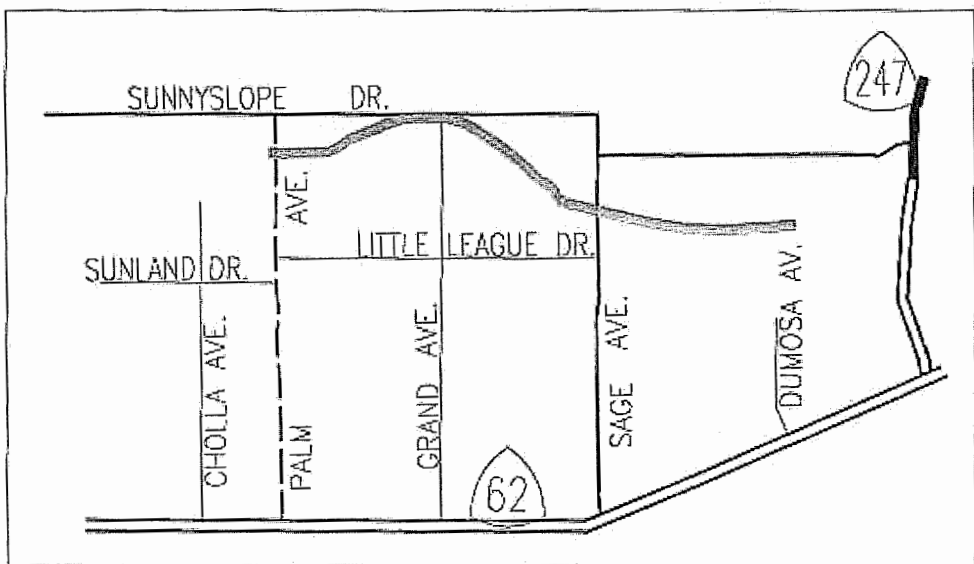 247
SUNNYSLOPE DR.
AVE.
LITTLE LEAGUE DR.
SUNLAND DR.
CHOLLA AVE.
PALM
GRAND AVE.
SAGE AVE.
DUMOSA AV.
62